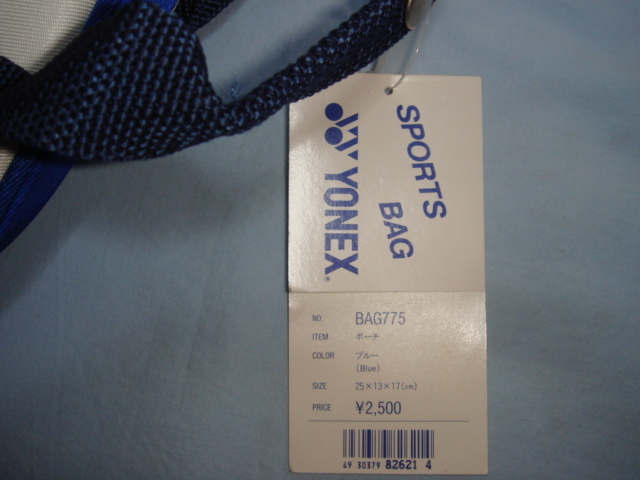 SPORTS
BAG
YONEX®
NO. BAG775
ITEM ポーチ
COLOR ブルー
(Blue)
SIZE 25×13×17(cm)
PRICE ¥2,500
49 30379 82621 4